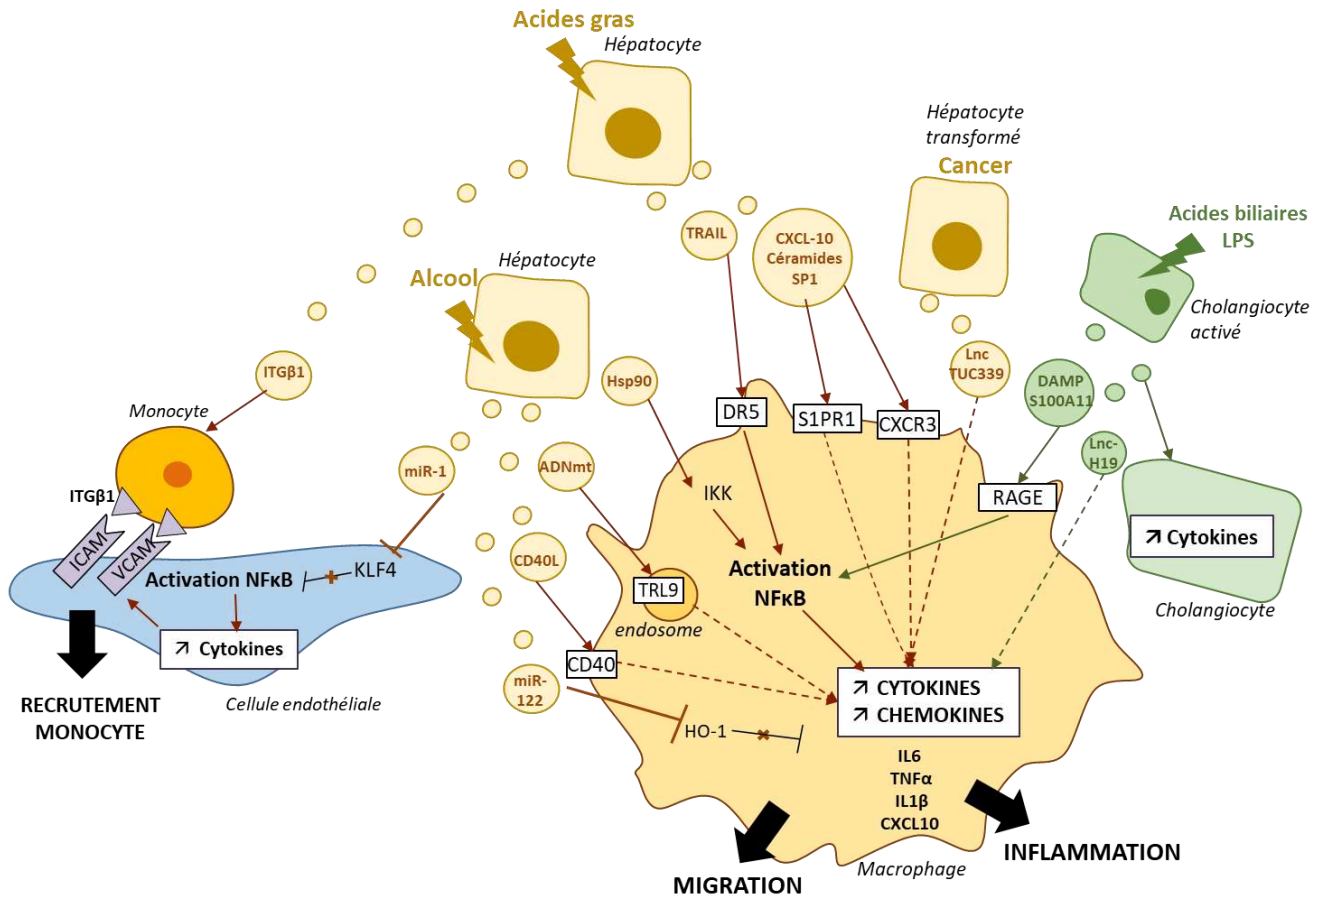 Acides gras
Hépatocyte
Hépatocyte
transformé
Cancer
Acides biliaires
LPS
Cholangiocyte
activé
TRAIL
CXCL-10
Céramides
SP1
Hépatocyte
Alcool
ITGβ1
Monocyte
Hsp90
Lnc
TUC339
DAMP
S100A11
Lnc-
H19
DR5
S1PR1
CXCR3
miR-1
ADNmt
IKK
RAGE
ITGβ1
ICAM
VCAM
Activation NFκB
KLF4
CD40L
Activation
NFκB
TRL9
endosome
↗ Cytokines
Cholangiocyte
↗ Cytokines
Cellule endothéliale
RECRUTEMENT
MONOCYTE
CD40
miR-
122
HO-1
↗ CYTOKINES
↗ CHEMOKINES
IL6
TNFα
IL1β
CXCL10
Macrophage
INFLAMMATION
MIGRATION